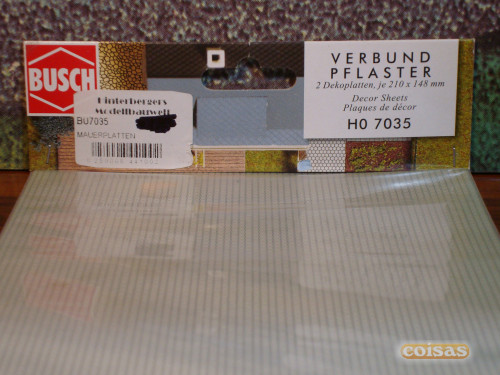 BUSCH
Hinterbergers
Modellbauwelt
BU7035
MAUERPLATTEN
VERBUND
PFLASTER
2 Dekoplatten, je 210 x 148 mm
Decor Sheets
Plaques de décor
H0 7035
coisas